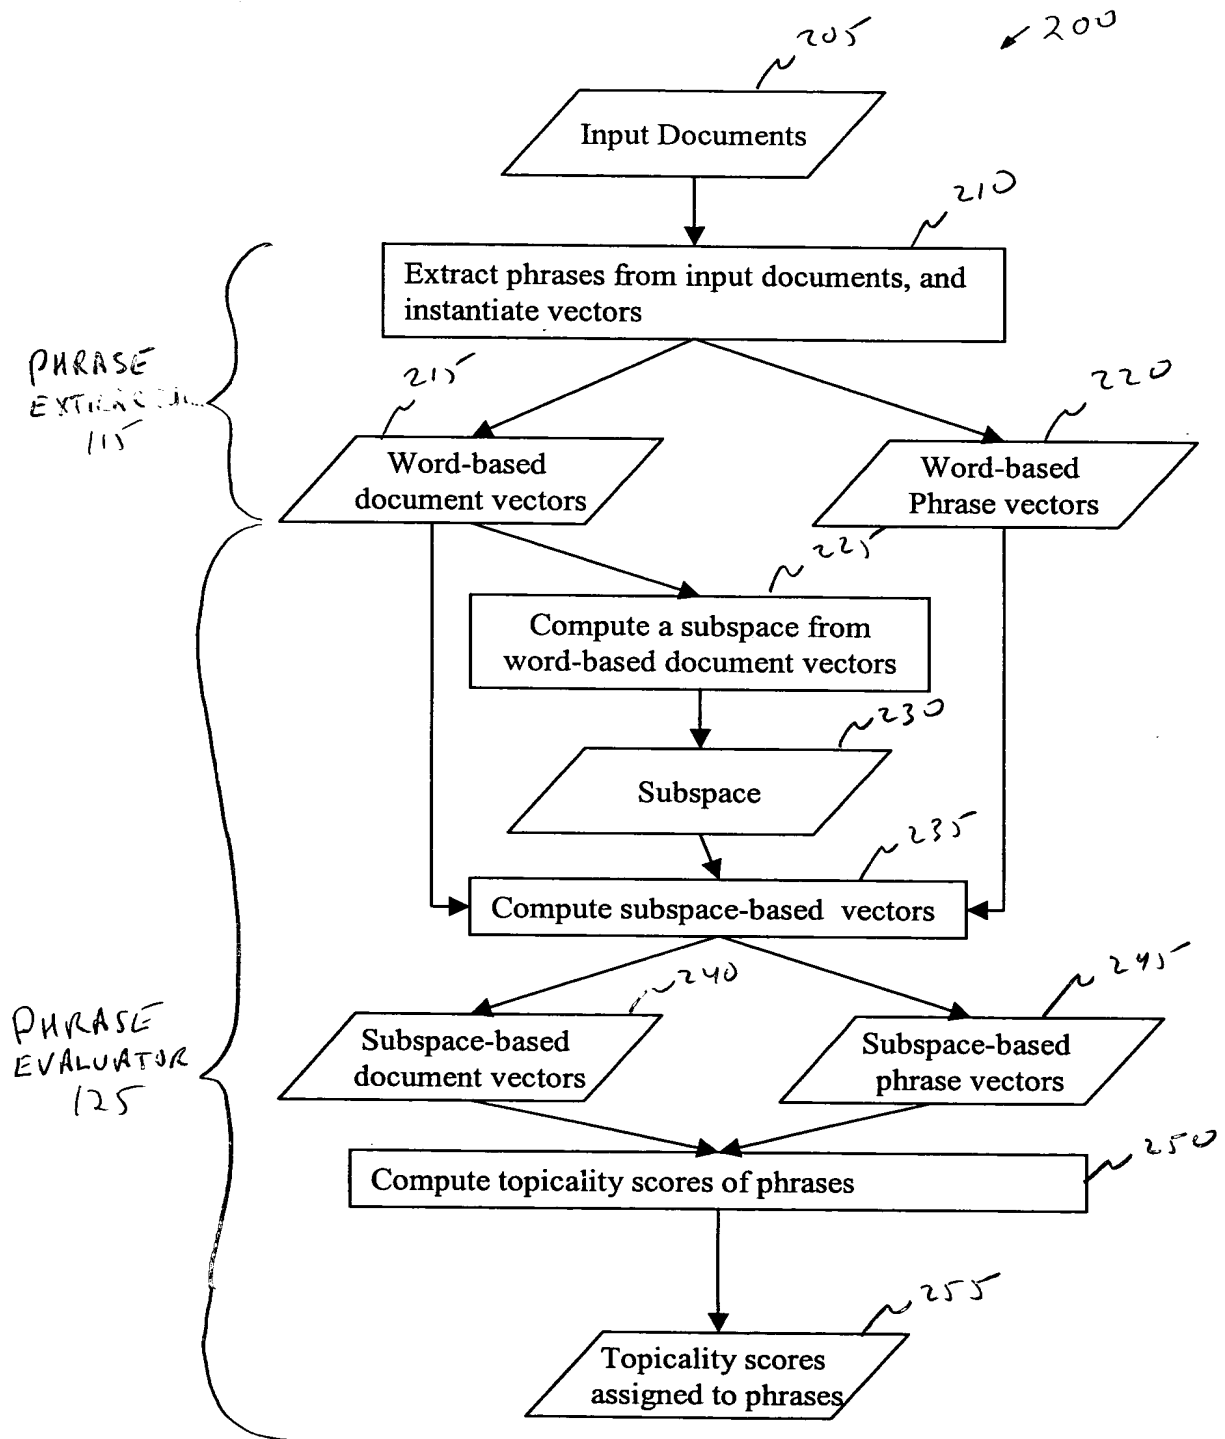 200
205
Input Documents
210
Extract phrases from input documents, and
instantiate vectors
PHRASE
115
215
220
Word-based
document vectors
Word-based
Phrase vectors
225
Compute a subspace from
word-based document vectors
230
Subspace
235
Compute subspace-based vectors
240
245
PHRASE
EVALUATOR
125
Subspace-based
document vectors
Subspace-based
phrase vectors
250
Compute topicality scores of phrases
255
Topicality scores
assigned to phrases